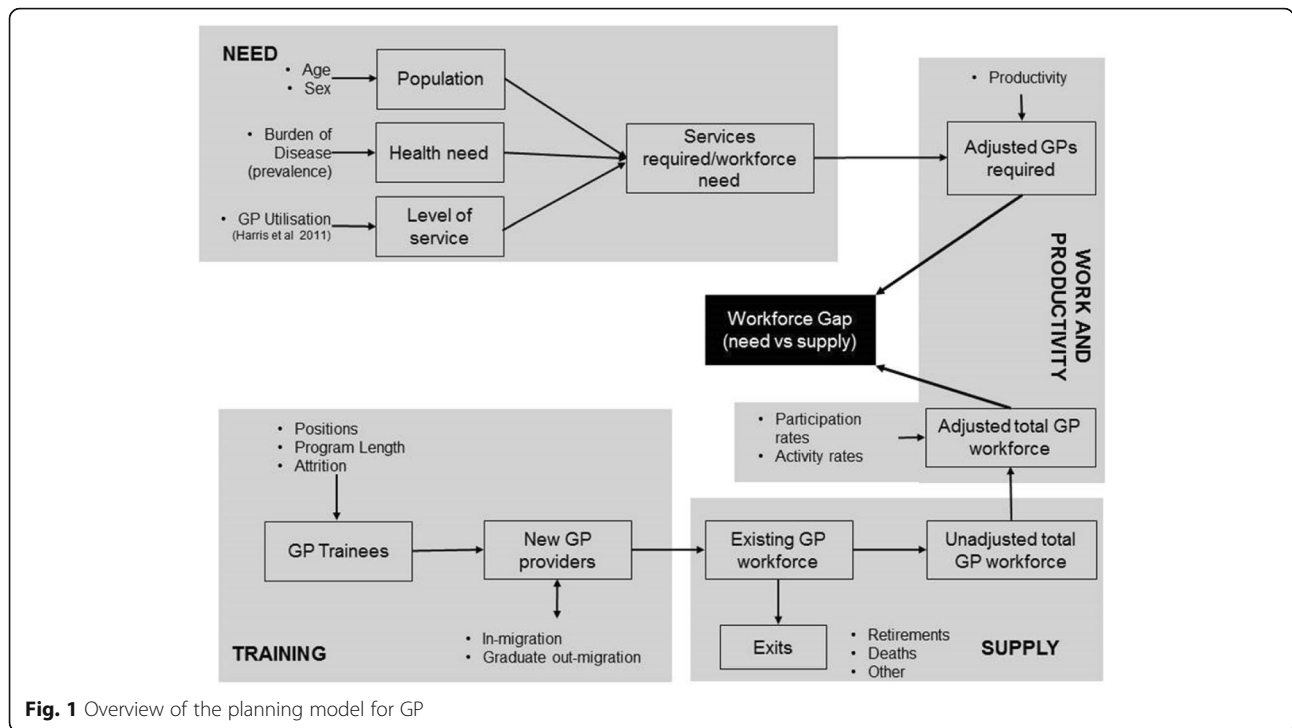 NEED
• Age
• Sex
Population
• Burden of
Disease
(prevalence)
Health need
• GP Utilisation
(Harris et al 2011)
Level of
service
Services
required/workforce
need
• Productivity
Adjusted GPs
required
WORK AND
PRODUCTIVITY
Workforce Gap
(need vs supply)
• Participation
rates
• Activity rates
Adjusted total GP
workforce
• Positions
• Program Length
• Attrition
GP Trainees
New GP
providers
• In-migration
• Graduate out-migration
TRAINING
Existing GP
workforce
Unadjusted total
GP workforce
Exits
• Retirements
• Deaths
• Other
SUPPLY
Fig. 1 Overview of the planning model for GP